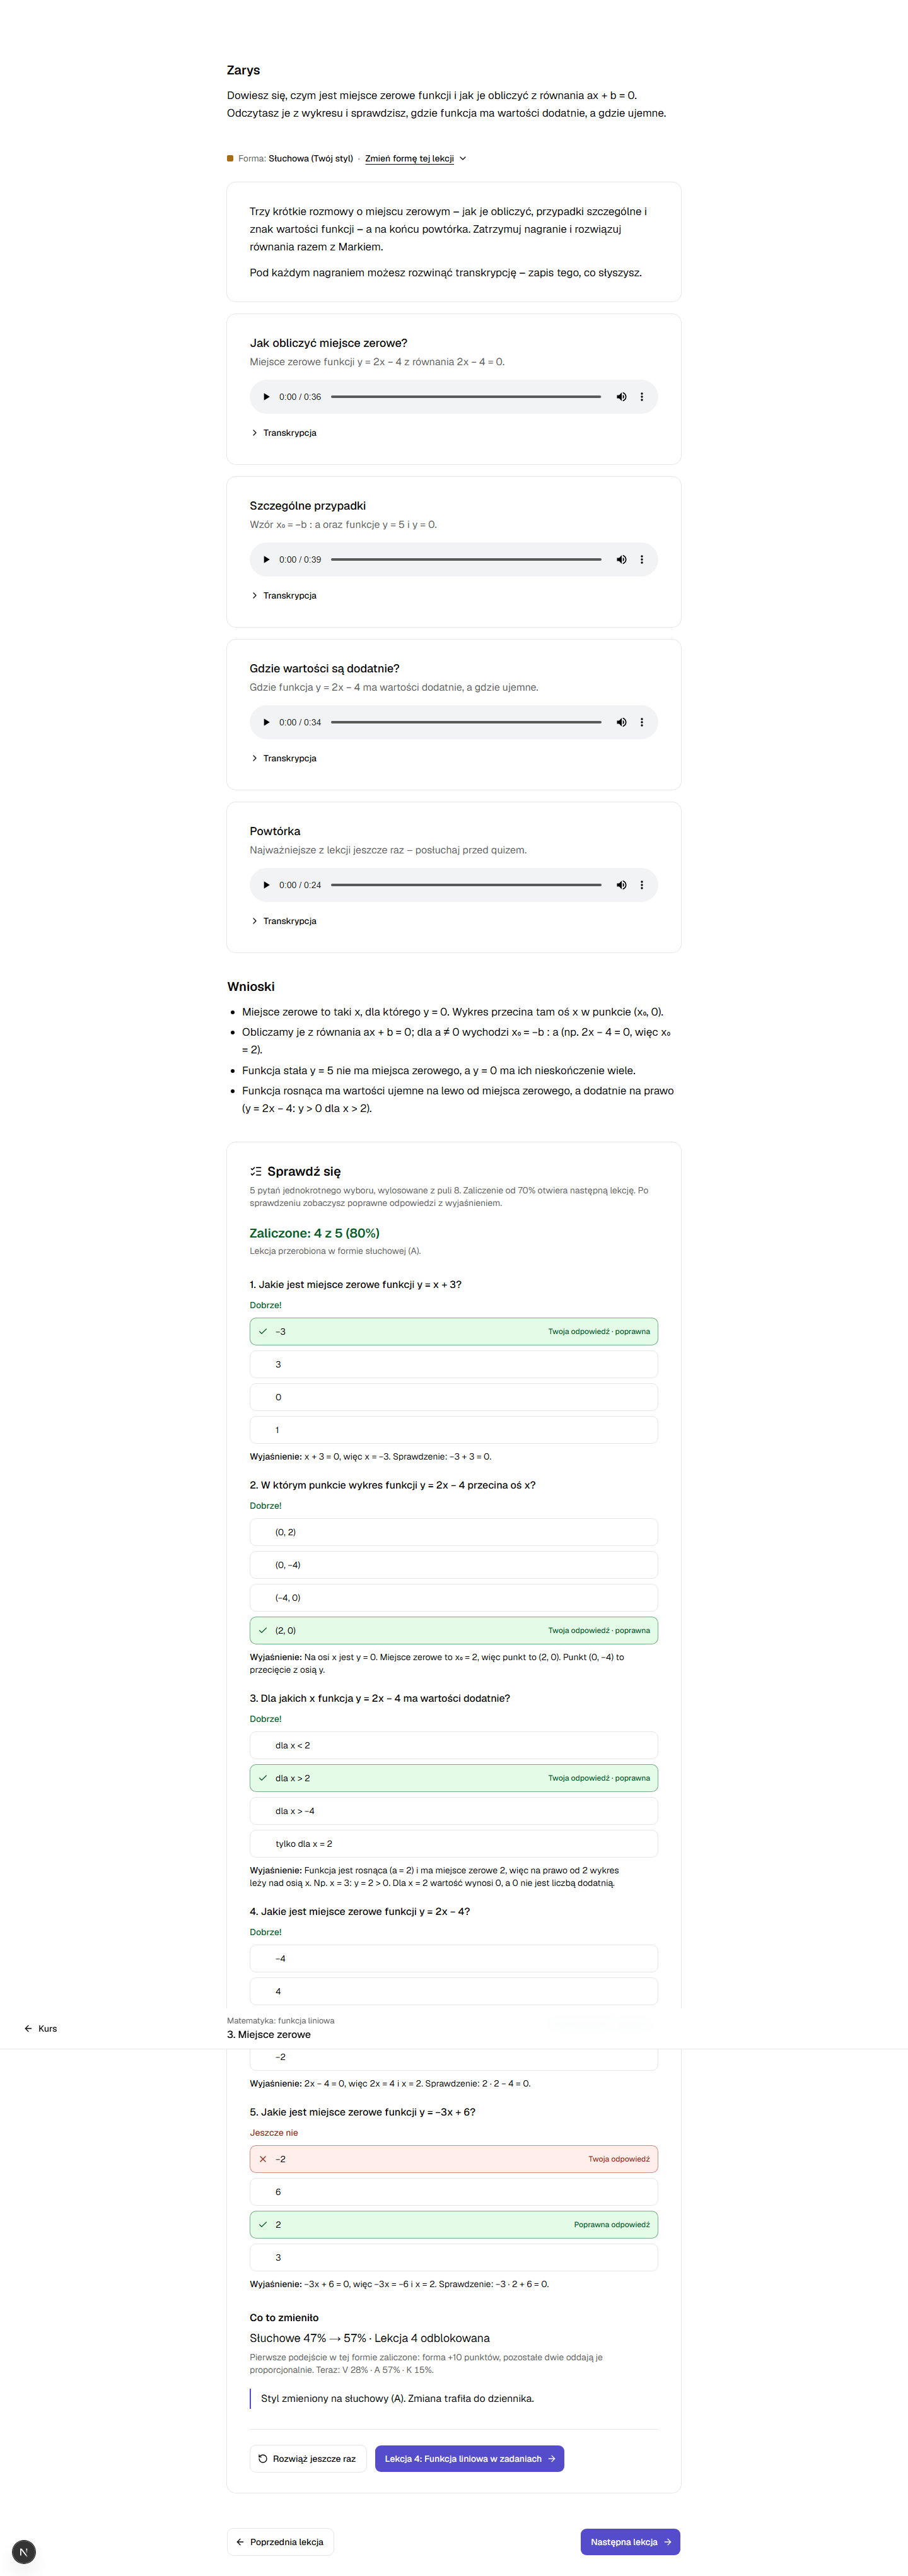 Zarys
Dowiesz się, czym jest miejsce zerowe funkcji i jak je obliczyć z równania ax + b = 0.
Odczytasz je z wykresu i sprawdzisz, gdzie funkcja ma wartości dodatnie, a gdzie ujemne.
Forma: Słuchowa (Twój styl) · Zmień formę tej lekcji
Trzy krótkie rozmowy o miejscu zerowym – jak je obliczyć, przypadki szczególne i
znak wartości funkcji – a na końcu powtórka. Zatrzymuj nagranie i rozwiązuj
równania razem z Markiem.
Pod każdym nagraniem możesz rozwinąć transkrypcję – zapis tego, co słyszysz.
Jak obliczyć miejsce zerowe?
Miejsce zerowe funkcji y = 2x − 4 z równania 2x − 4 = 0.
0:00 / 0:36
Transkrypcja
Szczególne przypadki
Wzór x₀ = −b : a oraz funkcje y = 5 i y = 0.
0:00 / 0:39
Transkrypcja
Gdzie wartości są dodatnie?
Gdzie funkcja y = 2x − 4 ma wartości dodatnie, a gdzie ujemne.
0:00 / 0:34
Transkrypcja
Powtórka
Najważniejsze z lekcji jeszcze raz – posłuchaj przed quizem.
0:00 / 0:24
Transkrypcja
Wnioski
• Miejsce zerowe to taki x, dla którego y = 0. Wykres przecina tam oś x w punkcie (x₀, 0).
• Obliczamy je z równania ax + b = 0; dla a ≠ 0 wychodzi x₀ = −b : a (np. 2x − 4 = 0, więc x₀
= 2).
• Funkcja stała y = 5 nie ma miejsca zerowego, a y = 0 ma ich nieskończenie wiele.
• Funkcja rosnąca ma wartości ujemne na lewo od miejsca zerowego, a dodatnie na prawo
(y = 2x − 4: y > 0 dla x > 2).
Sprawdź się
5 pytań jednokrotnego wyboru, wylosowane z puli 8. Zaliczenie od 70% otwiera następną lekcję. Po
sprawdzeniu zobaczysz poprawne odpowiedzi z wyjaśnieniem.
Zaliczone: 4 z 5 (80%)
Lekcja przerobiona w formie słuchowej (A).
1. Jakie jest miejsce zerowe funkcji y = x + 3?
Dobrze!
−3 Twoja odpowiedź · poprawna
3
0
1
Wyjaśnienie: x + 3 = 0, więc x = −3. Sprawdzenie: −3 + 3 = 0.
2. W którym punkcie wykres funkcji y = 2x − 4 przecina oś x?
Dobrze!
(0, 2)
(0, −4)
(−4, 0)
(2, 0) Twoja odpowiedź · poprawna
Wyjaśnienie: Na osi x jest y = 0. Miejsce zerowe to x₀ = 2, więc punkt to (2, 0). Punkt (0, −4) to
przecięcie z osią y.
3. Dla jakich x funkcja y = 2x − 4 ma wartości dodatnie?
Dobrze!
dla x < 2
dla x > 2 Twoja odpowiedź · poprawna
dla x > −4
tylko dla x = 2
Wyjaśnienie: Funkcja jest rosnąca (a = 2) i ma miejsce zerowe 2, więc na prawo od 2 wykres
leży nad osią x. Np. x = 3: y = 2 > 0. Dla x = 2 wartość wynosi 0, a 0 nie jest liczbą dodatnią.
4. Jakie jest miejsce zerowe funkcji y = 2x − 4?
Dobrze!
−4
4
Kurs
Matematyka: funkcja liniowa
3. Miejsce zerowe
−2
Wyjaśnienie: 2x − 4 = 0, więc 2x = 4 i x = 2. Sprawdzenie: 2 · 2 − 4 = 0.
5. Jakie jest miejsce zerowe funkcji y = −3x + 6?
Jeszcze nie
−2 Twoja odpowiedź
6
2 Poprawna odpowiedź
3
Wyjaśnienie: −3x + 6 = 0, więc −3x = −6 i x = 2. Sprawdzenie: −3 · 2 + 6 = 0.
Co to zmieniło
Słuchowe 47% → 57% · Lekcja 4 odblokowana
Pierwsze podejście w tej formie zaliczone: forma +10 punktów, pozostałe dwie oddają je
proporcjonalnie. Teraz: V 28% · A 57% · K 15%.
Styl zmieniony na słuchowy (A). Zmiana trafiła do dziennika.
Rozwiąż jeszcze raz
Lekcja 4: Funkcja liniowa w zadaniach →
← Poprzednia lekcja
Następna lekcja →
N